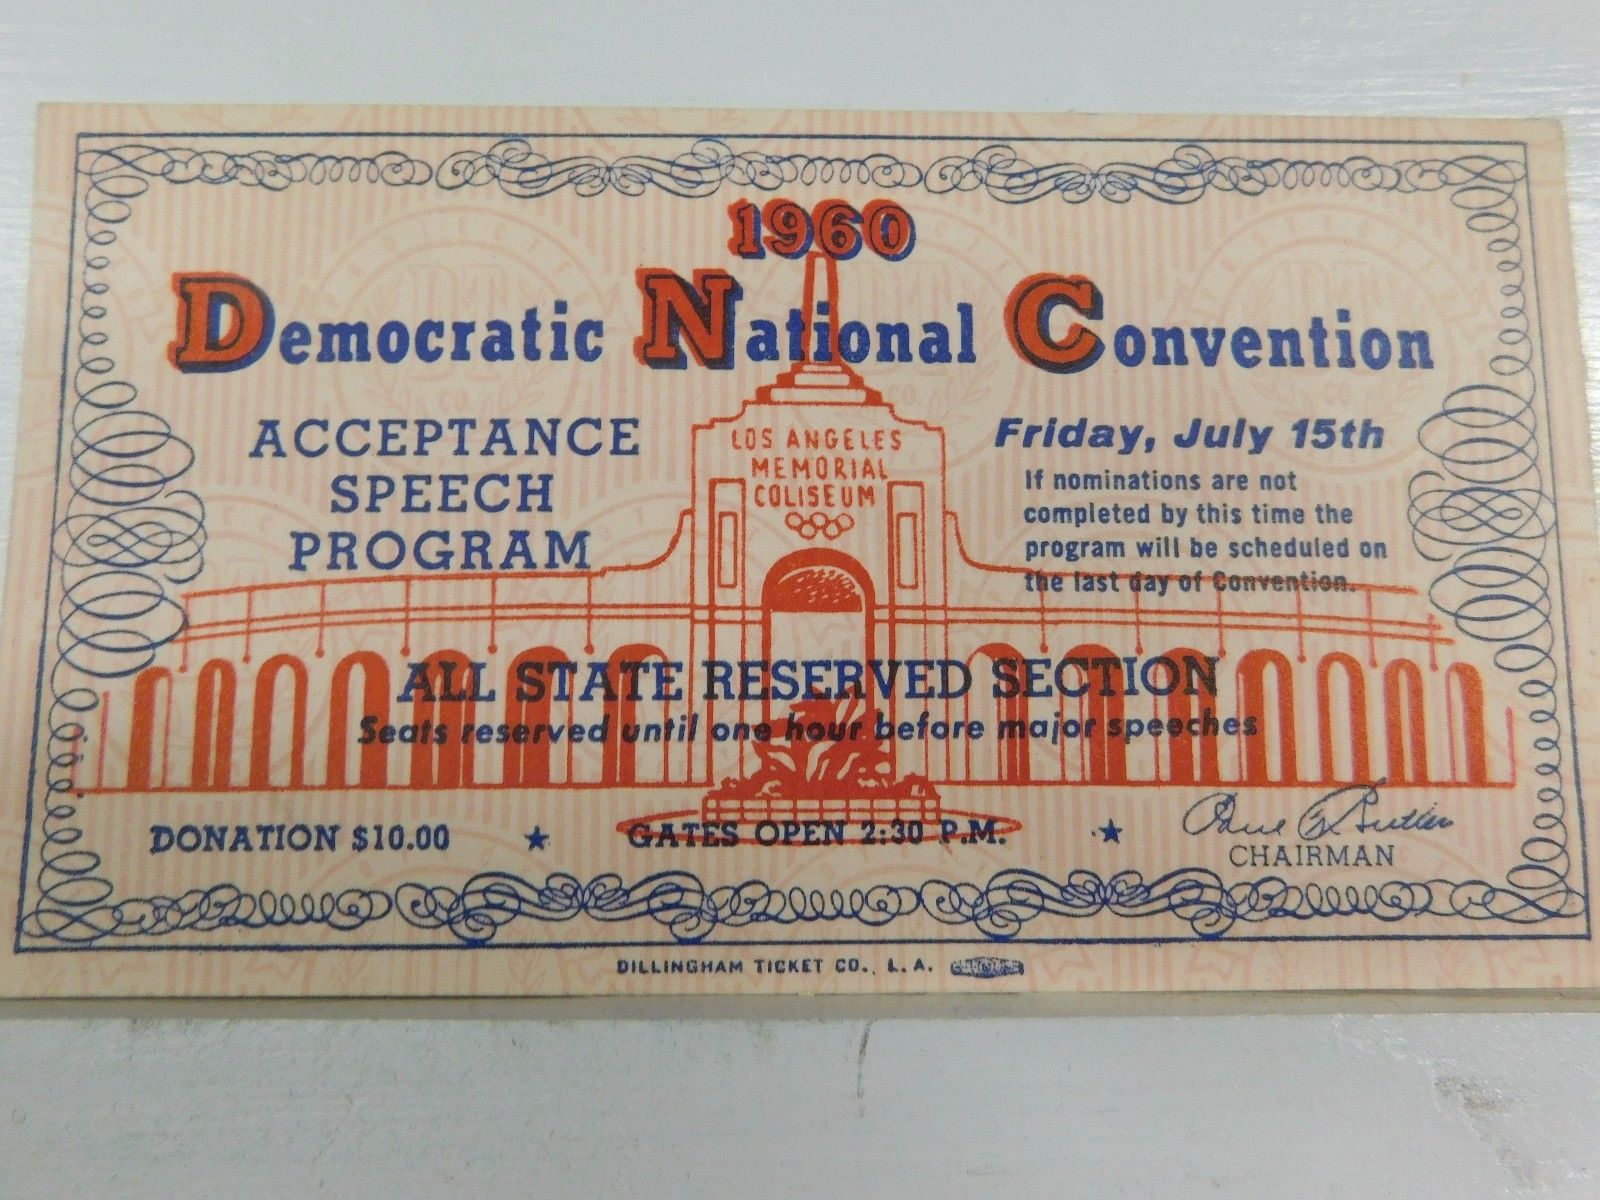 1960
Democratic National Convention
ACCEPTANCE
SPEECH
PROGRAM
LOS ANGELES
MEMORIAL
COLISEUM
Friday, July 15th
If nominations are not
completed by this time the
program will be scheduled on
the last day of Convention.
ALL STATE RESERVED SECTION
Seats reserved until one hour before major speeches
DONATION $10.00 ★ GATES OPEN 2:30 P.M. ★
Paul M. Butler
CHAIRMAN
DILLINGHAM TICKET CO., L.A.